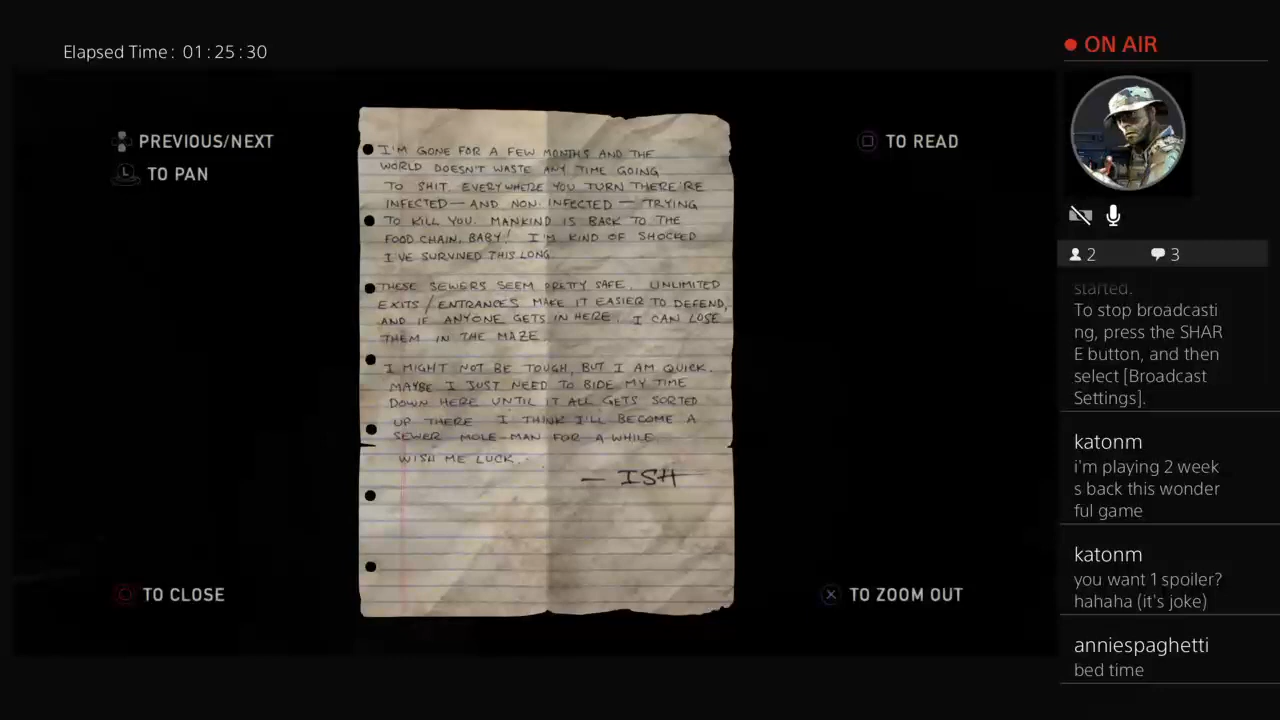 Elapsed Time: 01:25:30
ON AIR
PREVIOUS/NEXT
L
TO PAN
TO READ
I'M GONE FOR A FEW MONTHS AND THE
WORLD DOESN'T WASTE ANY TIME GOING
TO SHIT. EVERYWHERE YOU TURN THERE'RE
INFECTED — AND NON INFECTED — TRYING
TO KILL YOU. MANKIND IS BACK TO THE
FOOD CHAIN, BABY! I'M KIND OF SHOCKED
I'VE SURVIVED THIS LONG.
THESE SEWERS SEEM PRETTY SAFE. UNLIMITED
EXITS / ENTRANCES MAKE IT EASIER TO DEFEND,
AND IF ANYONE GETS IN HERE, I CAN LOSE
THEM IN THE MAZE.
I MIGHT NOT BE TOUGH, BUT I AM QUICK.
MAYBE I JUST NEED TO BIDE MY TIME
DOWN HERE UNTIL IT ALL GETS SORTED
UP THERE. I THINK I'LL BECOME A
SEWER MOLE-MAN FOR A WHILE.
WISH ME LUCK.
— ISH
TO CLOSE
TO ZOOM OUT
2
3
started.
To stop broadcasti
ng, press the SHAR
E button, and then
select [Broadcast
Settings].
katonm
i'm playing 2 week
s back this wonder
ful game
katonm
you want 1 spoiler?
hahaha (it's joke)
anniespaghetti
bed time